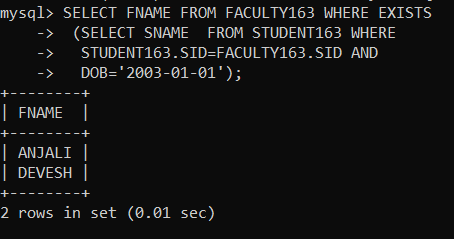 mysql> SELECT FNAME FROM FACULTY163 WHERE EXISTS
    -> (SELECT SNAME  FROM STUDENT163 WHERE
    ->  STUDENT163.SID=FACULTY163.SID AND
    ->  DOB='2003-01-01');
+--------+
| FNAME  |
+--------+
| ANJALI |
| DEVESH |
+--------+
2 rows in set (0.01 sec)